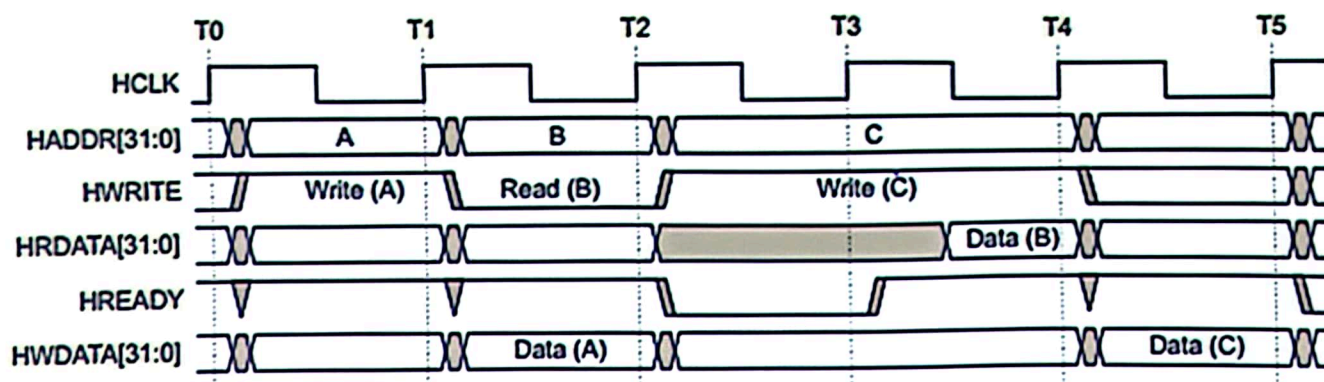 T0 T1 T2 T3 T4 T5
HCLK
HADDR[31:0] A B C
HWRITE Write (A) Read (B) Write (C)
HRDATA[31:0] Data (B)
HREADY
HWDATA[31:0] Data (A) Data (C)